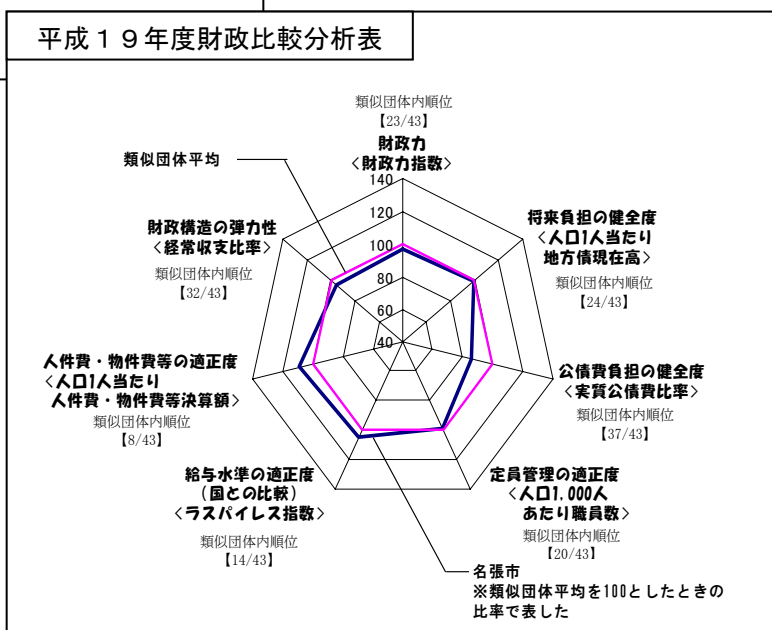 平成19年度財政比較分析表
類似団体内順位
【23/43】
財政力
<財政力指数>
類似団体平均
140
120
100
80
60
40
将来負担の健全度
<人口1人当たり
地方債現在高>
類似団体内順位
【24/43】
公債費負担の健全度
<実質公債費比率>
類似団体内順位
【37/43】
定員管理の適正度
<人口1,000人
あたり職員数>
類似団体内順位
【20/43】
給与水準の適正度
(国との比較)
<ラスパイレス指数>
類似団体内順位
【14/43】
人件費・物件費等の適正度
<人口1人当たり
人件費・物件費等決算額>
類似団体内順位
【8/43】
財政構造の弾力性
<経常収支比率>
類似団体内順位
【32/43】
名張市
※類似団体平均を100としたときの
比率で表した